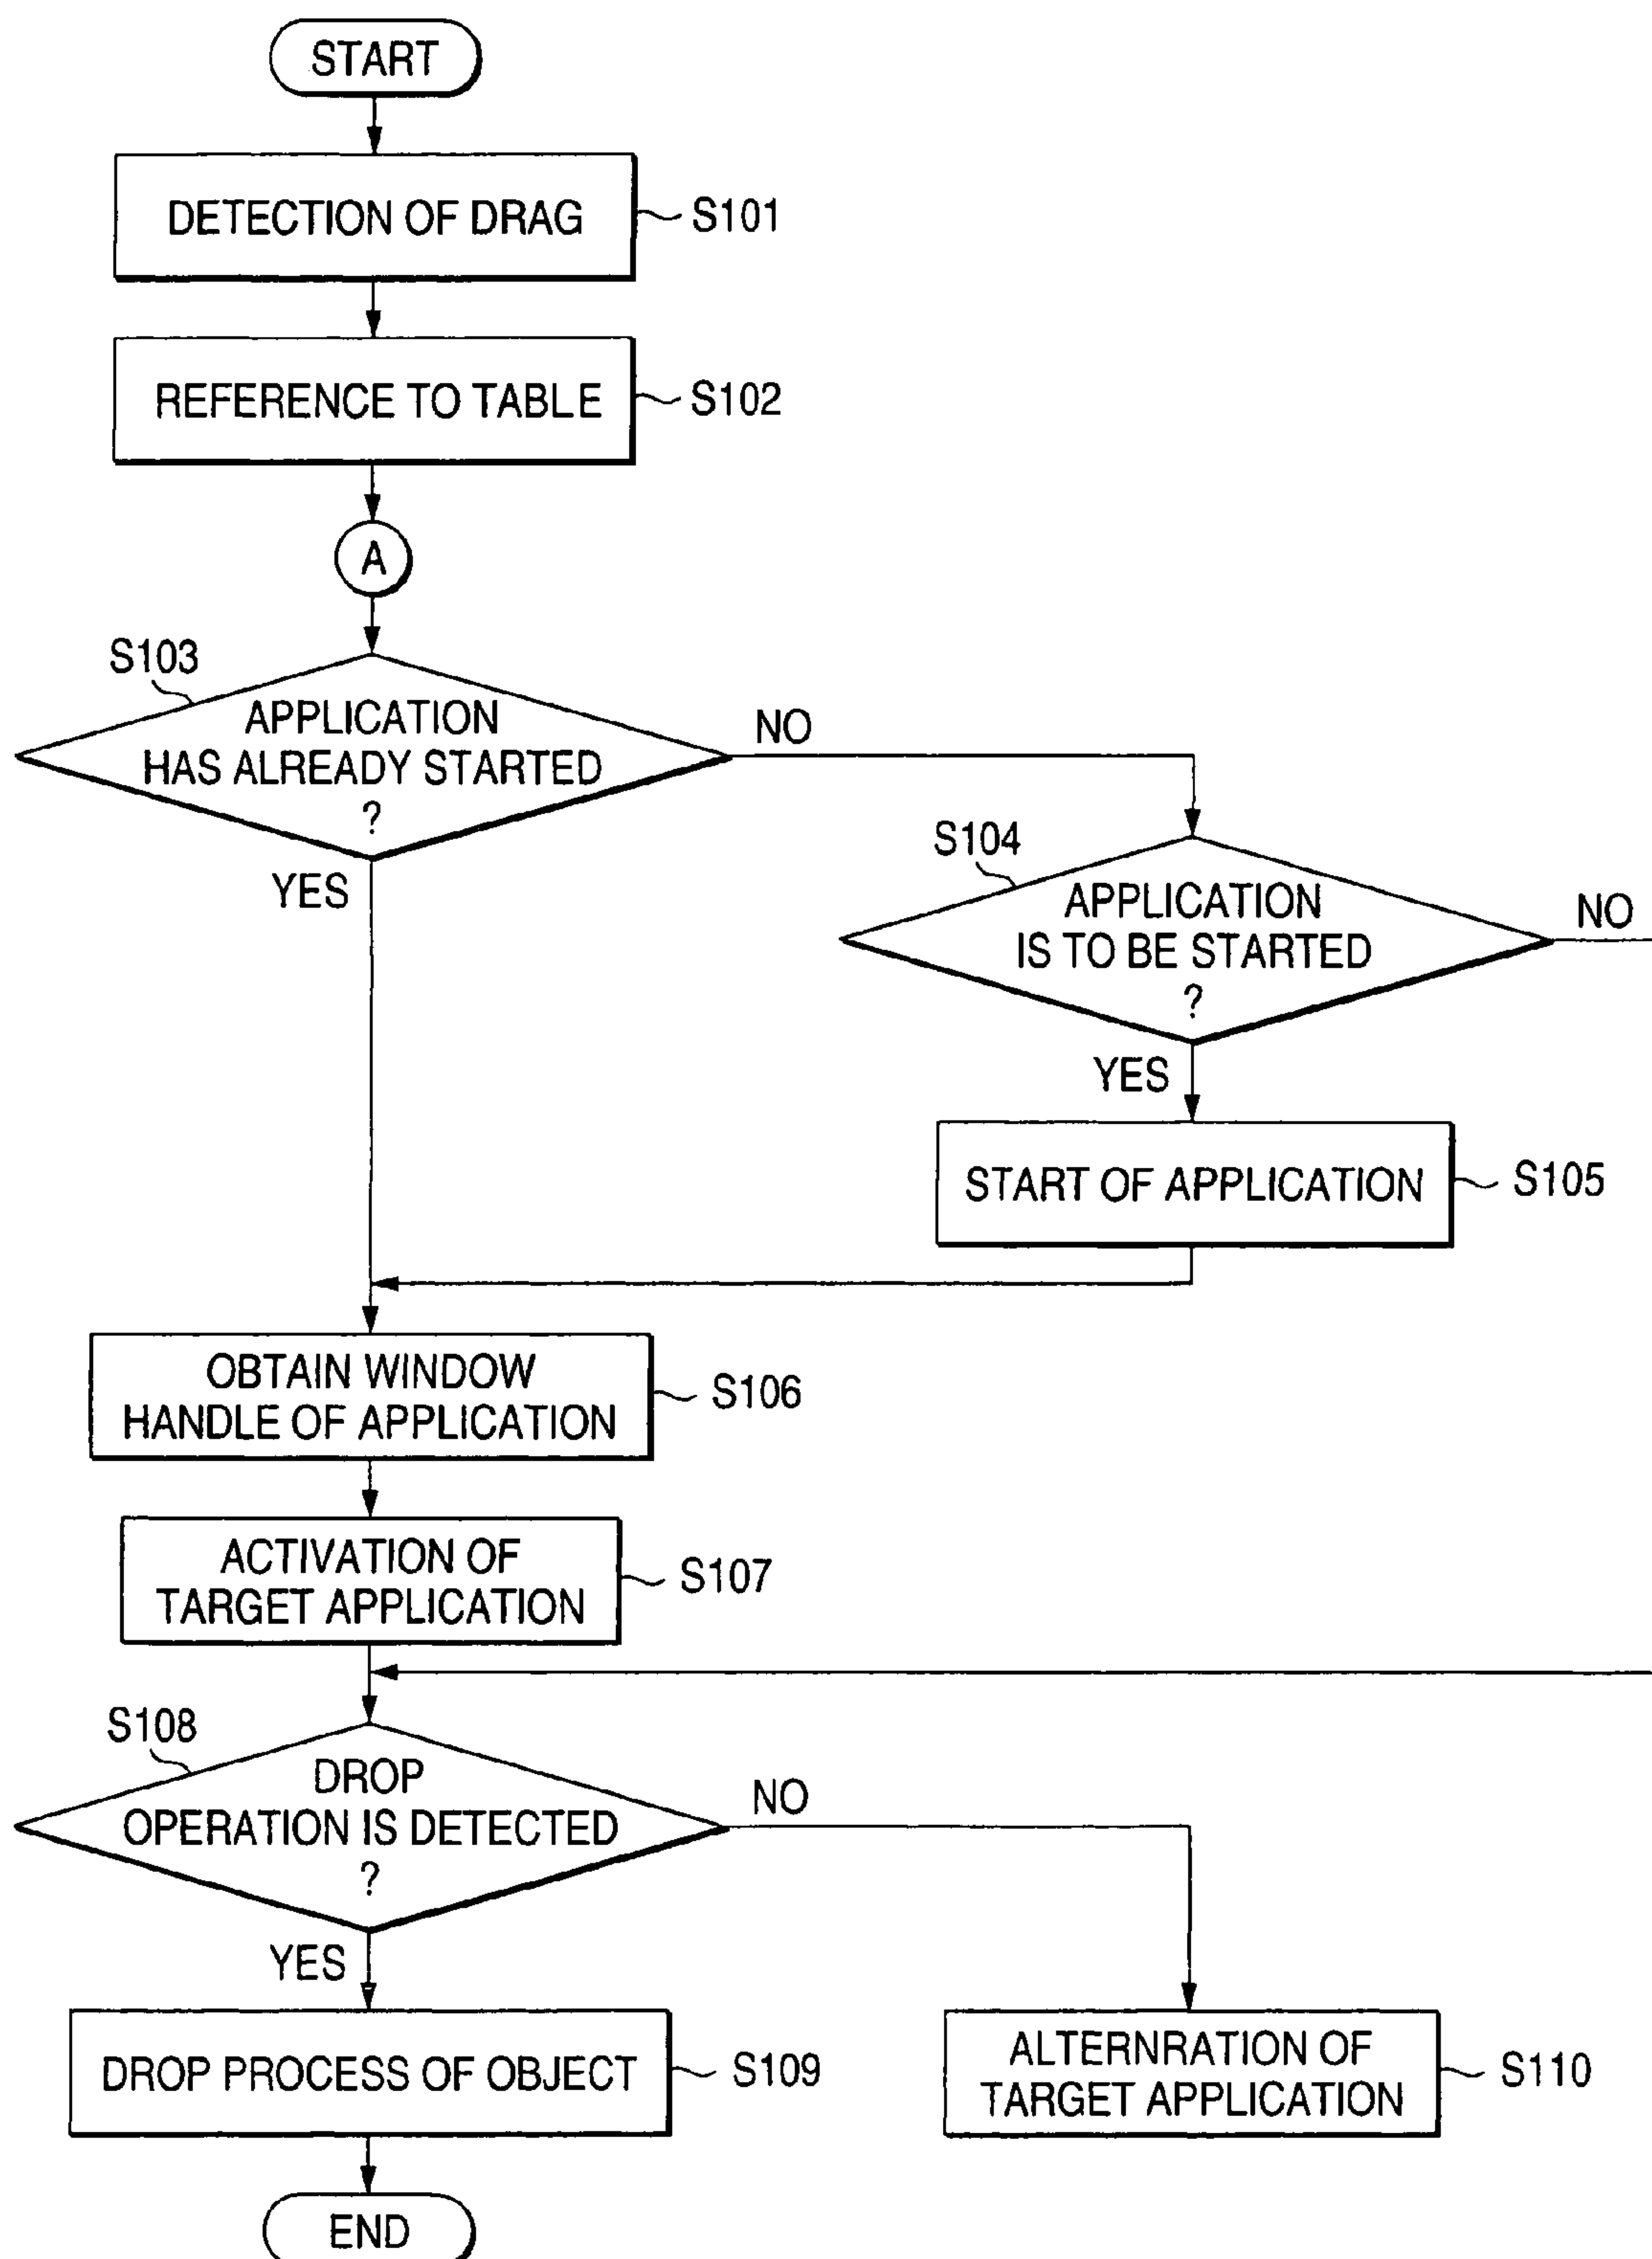 START
DETECTION OF DRAG
S101
REFERENCE TO TABLE
S102
A
S103
APPLICATION
HAS ALREADY STARTED
?
NO
YES
S104
APPLICATION
IS TO BE STARTED
?
NO
YES
START OF APPLICATION
S105
OBTAIN WINDOW
HANDLE OF APPLICATION
S106
ACTIVATION OF
TARGET APPLICATION
S107
S108
DROP
OPERATION IS DETECTED
?
NO
YES
DROP PROCESS OF OBJECT
S109
ALTERNRATION OF
TARGET APPLICATION
S110
END